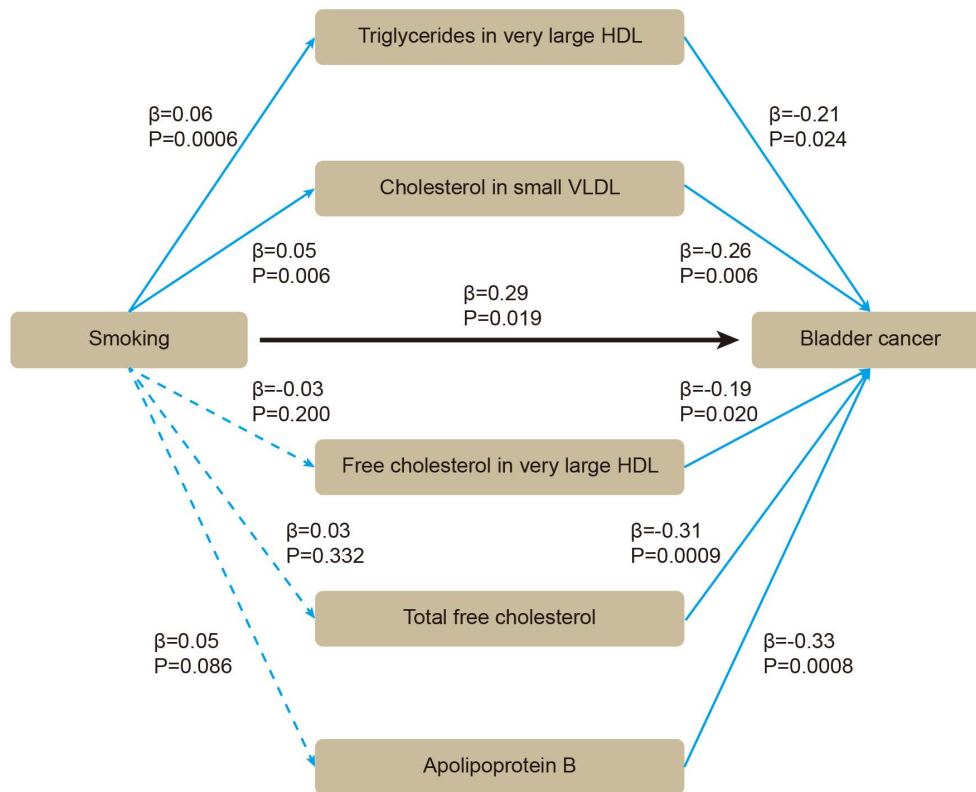 Triglycerides in very large HDL
β=0.06
P=0.0006
β=-0.21
P=0.024
Cholesterol in small VLDL
β=0.05
P=0.006
β=-0.26
P=0.006
β=0.29
P=0.019
Smoking
Bladder cancer
β=-0.03
P=0.200
β=-0.19
P=0.020
Free cholesterol in very large HDL
β=0.03
P=0.332
β=-0.31
P=0.0009
Total free cholesterol
β=0.05
P=0.086
β=-0.33
P=0.0008
Apolipoprotein B